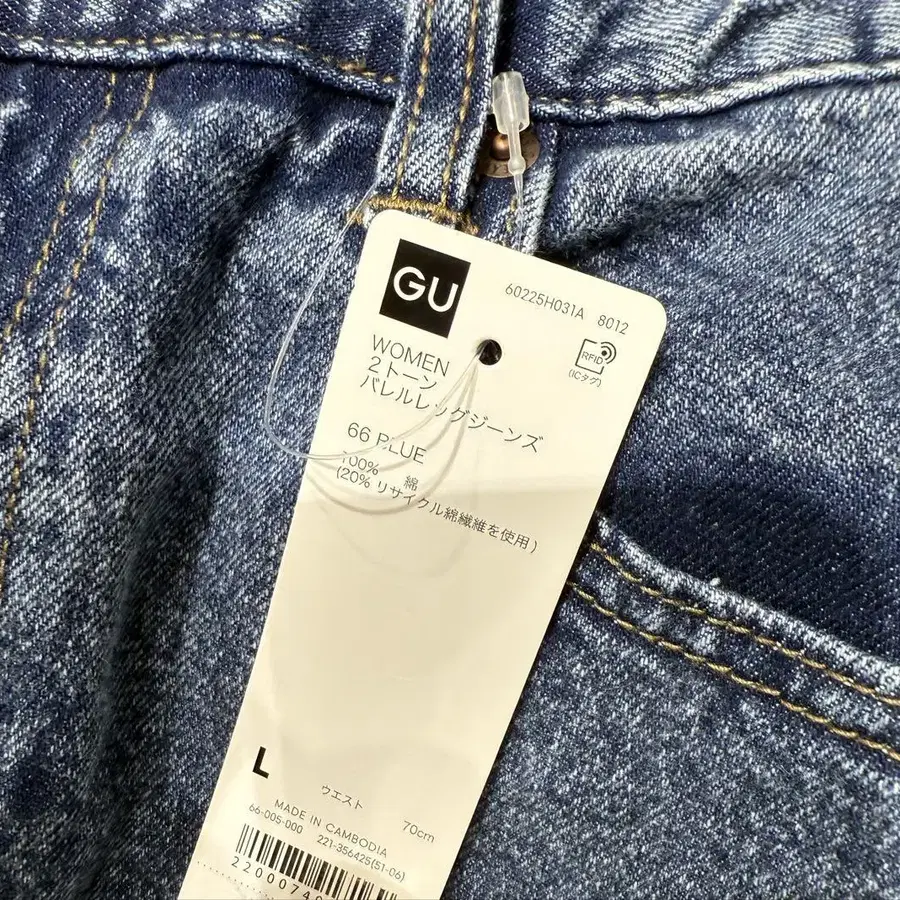 GU
60225H031A 8012
RFID
(ICタグ)
WOMEN
2トーン
バレルレッグジーンズ
66 BLUE
100% 綿
(20% リサイクル綿繊維を使用)
L
ウエスト 70cm
MADE IN CAMBODIA
66-005-000 221-356425(51-06)
2200074